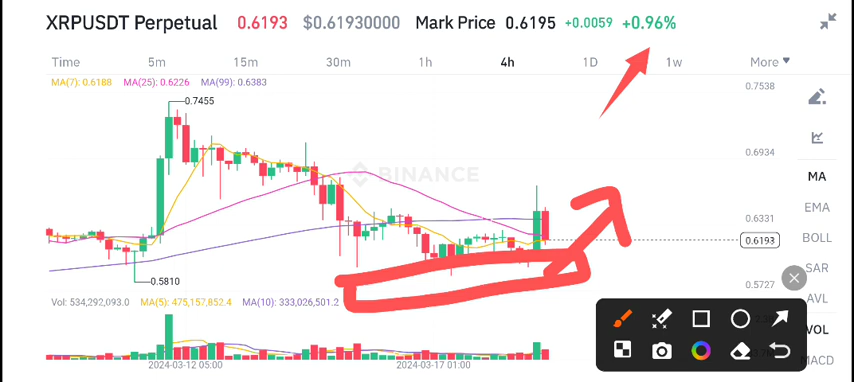 XRPUSDT Perpetual 0.6193 $0.61930000 Mark Price 0.6195 +0.0059 +0.96%
Time 5m 15m 30m 1h 4h 1D 1w More
MA(7): 0.6188 MA(25): 0.6226 MA(99): 0.6383
0.7538
0.7455
0.6934
BINANCE
MA
EMA
0.6331
BOLL
0.6193
SAR
0.5810
0.5727
AVL
Vol: 534,292,093.0 MA(5): 475,157,852.4 MA(10): 333,026,501.2
VOL
MACD
2024-03-12 05:00 2024-03-17 01:00